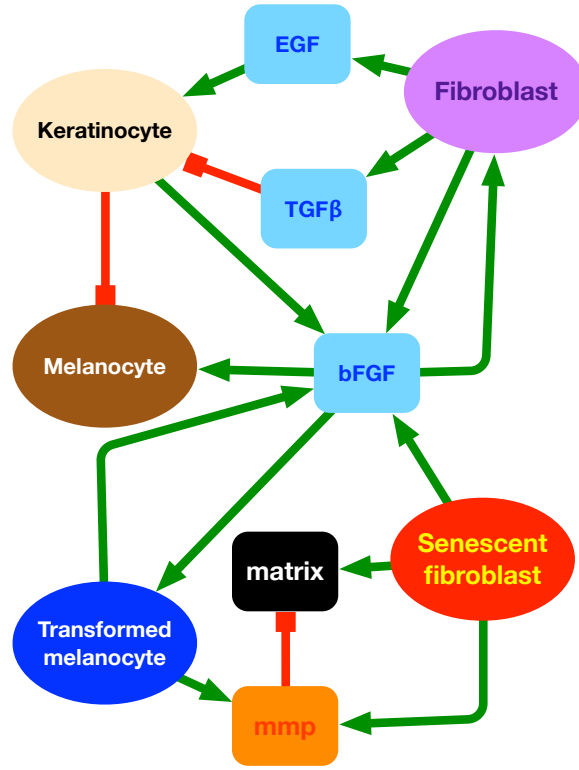 EGF
Fibroblast
Keratinocyte
TGFβ
Melanocyte
bFGF
Senescent
fibroblast
matrix
Transformed
melanocyte
mmp